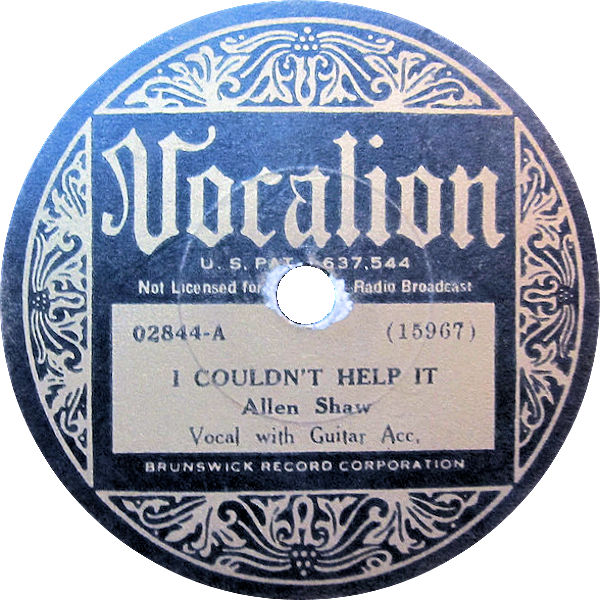 Vocalion
U. S. PAT. 1,637,544
Not Licensed for Radio Broadcast
02844-A (15967)
I COULDN'T HELP IT
Allen Shaw
Vocal with Guitar Acc.
BRUNSWICK RECORD CORPORATION